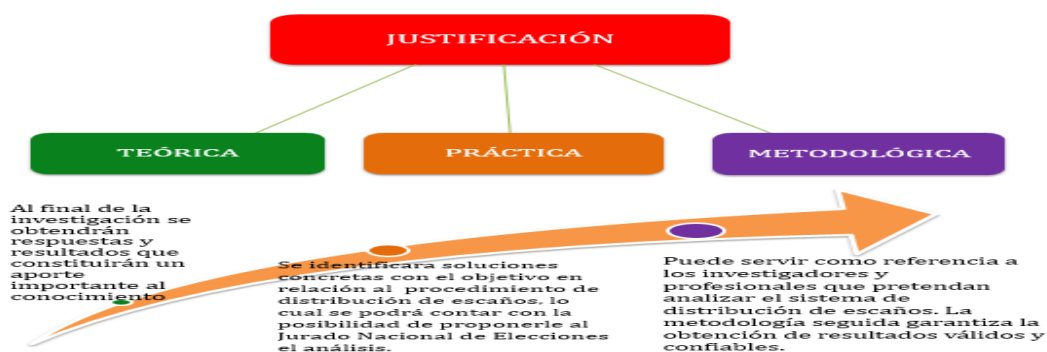 JUSTIFICACIÓN
TEÓRICA
PRÁCTICA
METODOLÓGICA
Al final de la
investigación se
obtendrán
respuestas y
resultados que
constituirán un
aporte
importante al
conocimiento
Se identificara soluciones
concretas con el objetivo en
relación al procedimiento de
distribución de escaños, lo
cual se podrá contar con la
posibilidad de proponerle al
Jurado Nacional de Elecciones
el análisis.
Puede servir como referencia a
los investigadores y
profesionales que pretendan
analizar el sistema de
distribución de escaños. La
metodología seguida garantiza la
obtención de resultados válidos y
confiables.